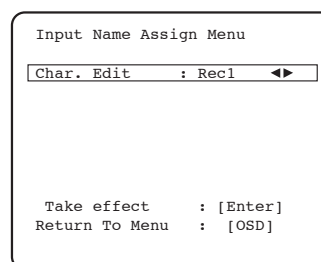 Input Name Assign Menu
Char. Edit : Rec1 ◄►
Take effect : [Enter]
Return To Menu : [OSD]